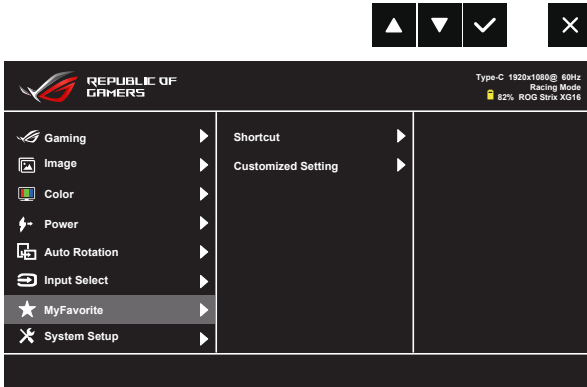 REPUBLIC OF
GAMERS
Type-C 1920x1080@ 60Hz
Racing Mode
82% ROG Strix XG16
Gaming
Image
Color
Power
Auto Rotation
Input Select
MyFavorite
System Setup
Shortcut
Customized Setting